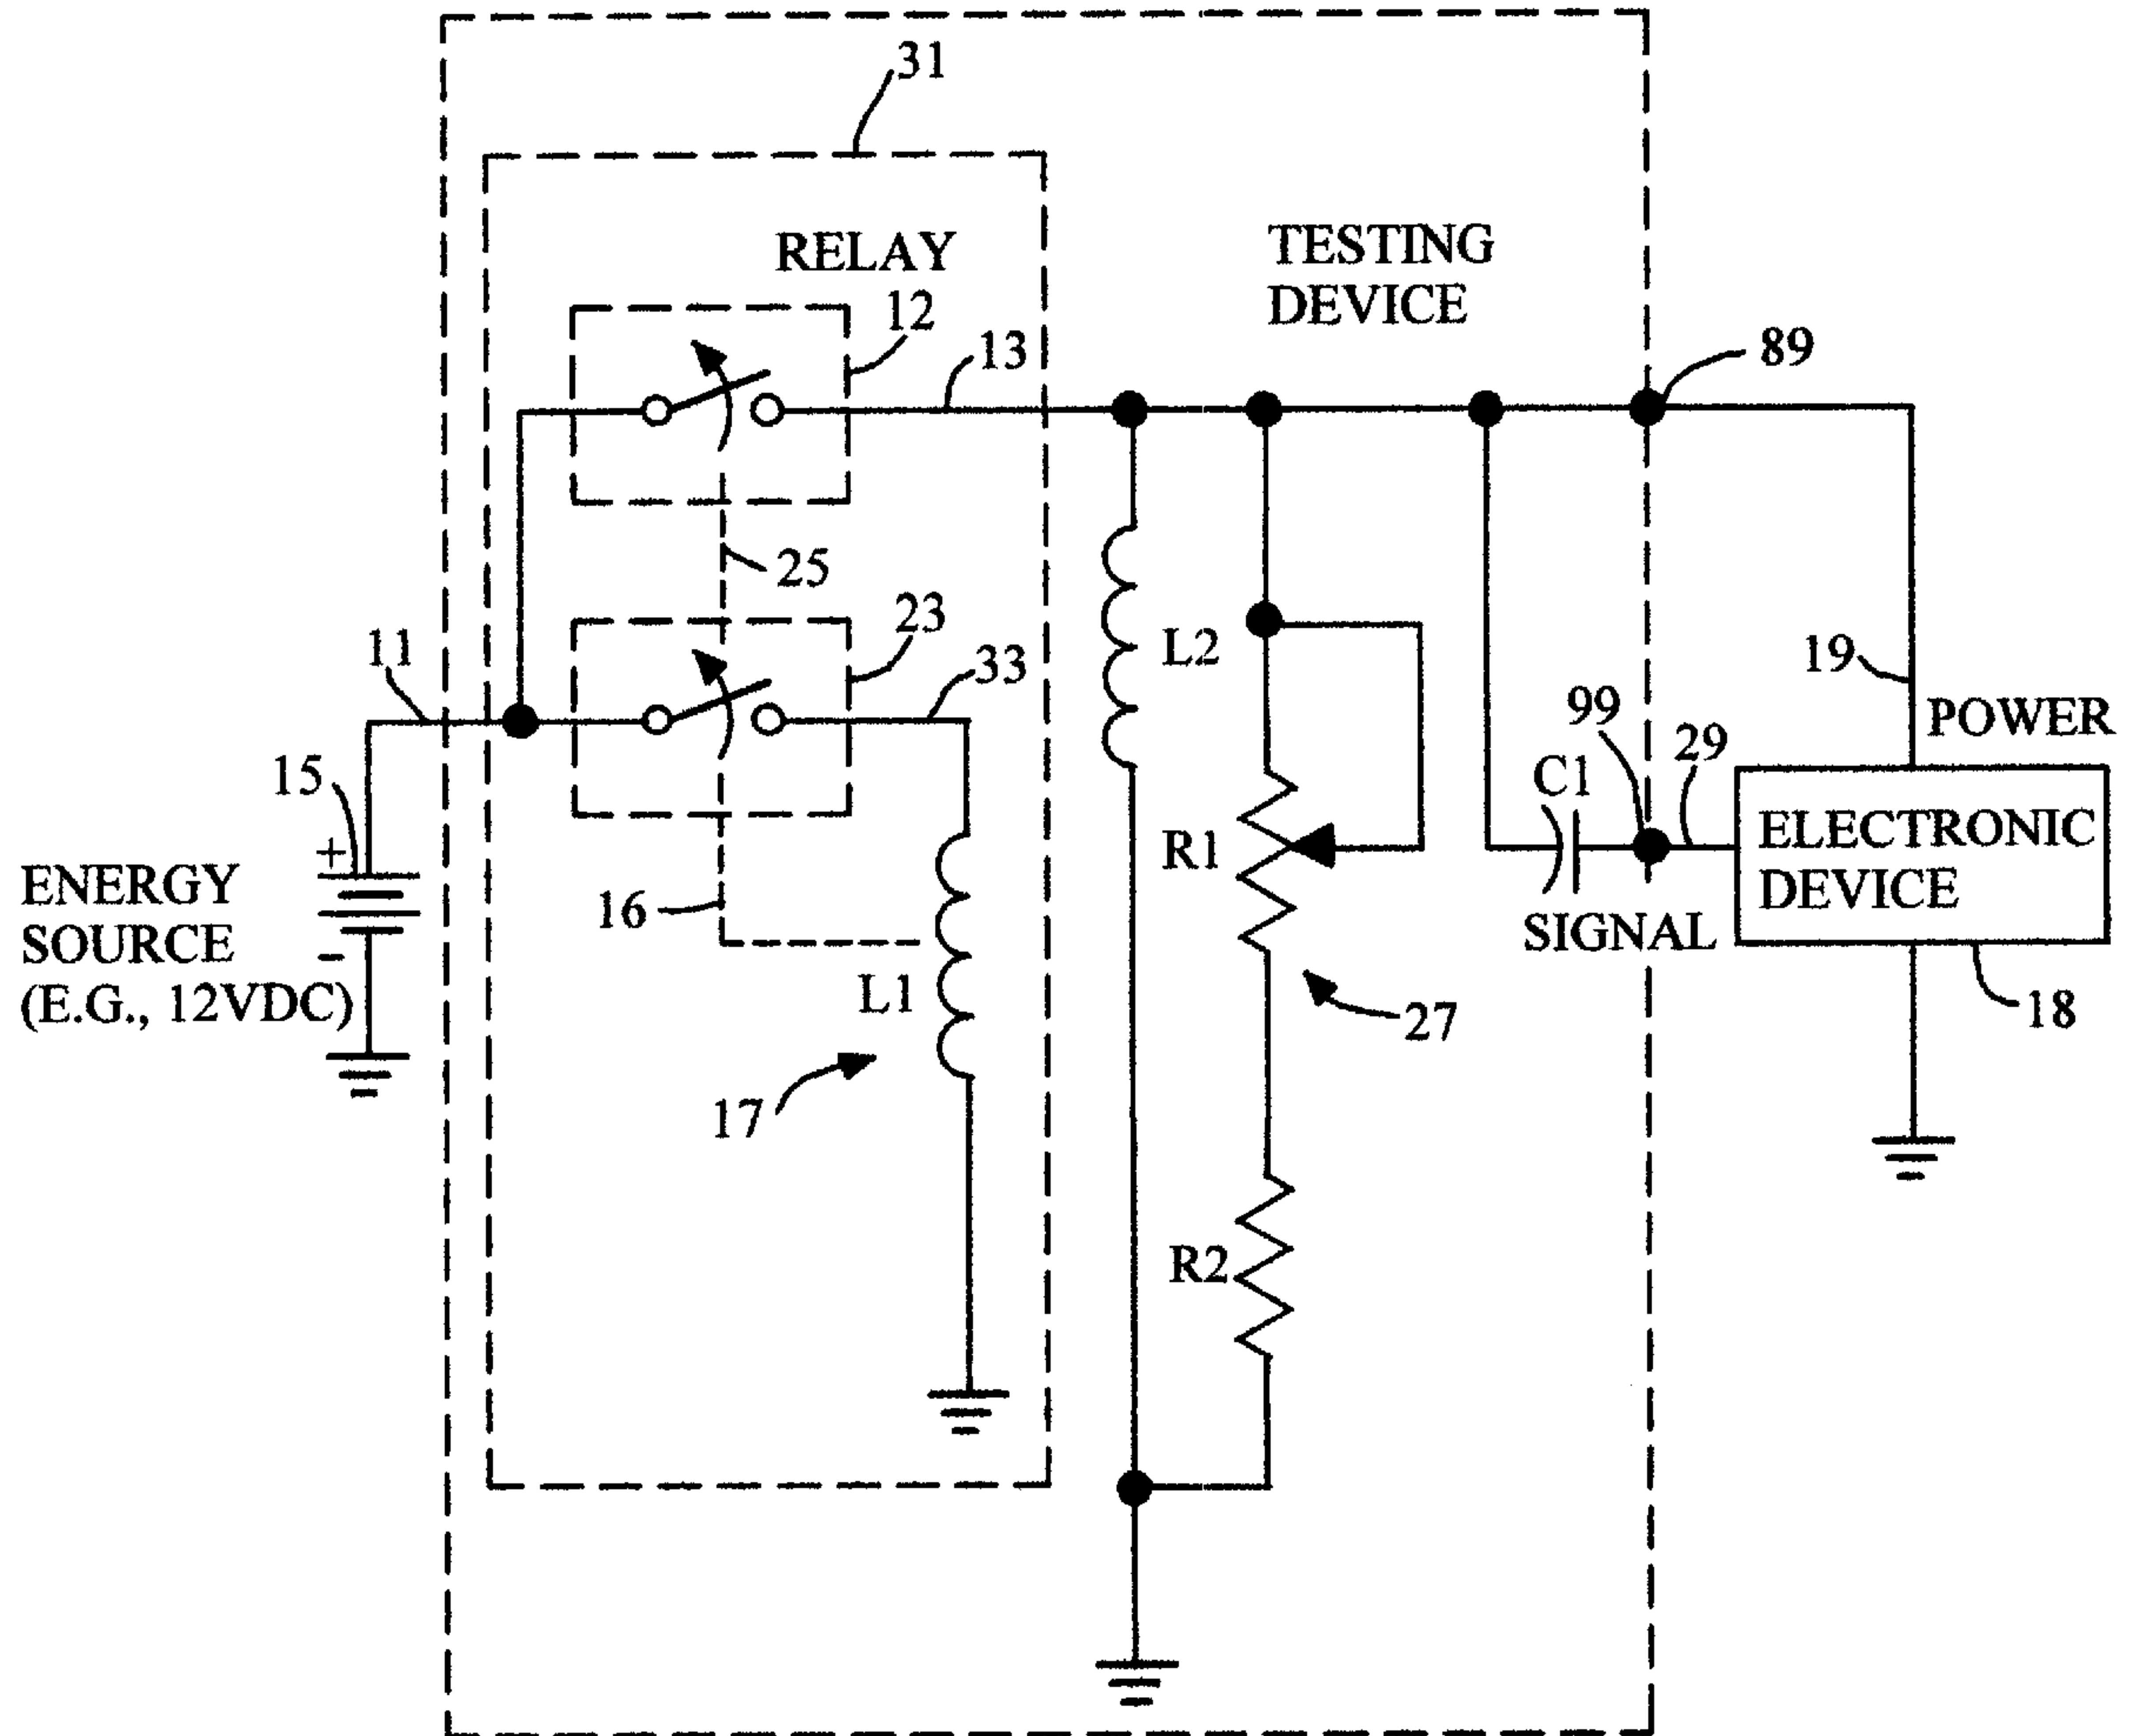 31
RELAY
TESTING
DEVICE
12
13
89
25
23
33
11
L2
19
POWER
99
29
15
C1
+
R1
ELECTRONIC
DEVICE
ENERGY
SOURCE
-
(E.G., 12VDC)
16
SIGNAL
L1
27
18
17
R2